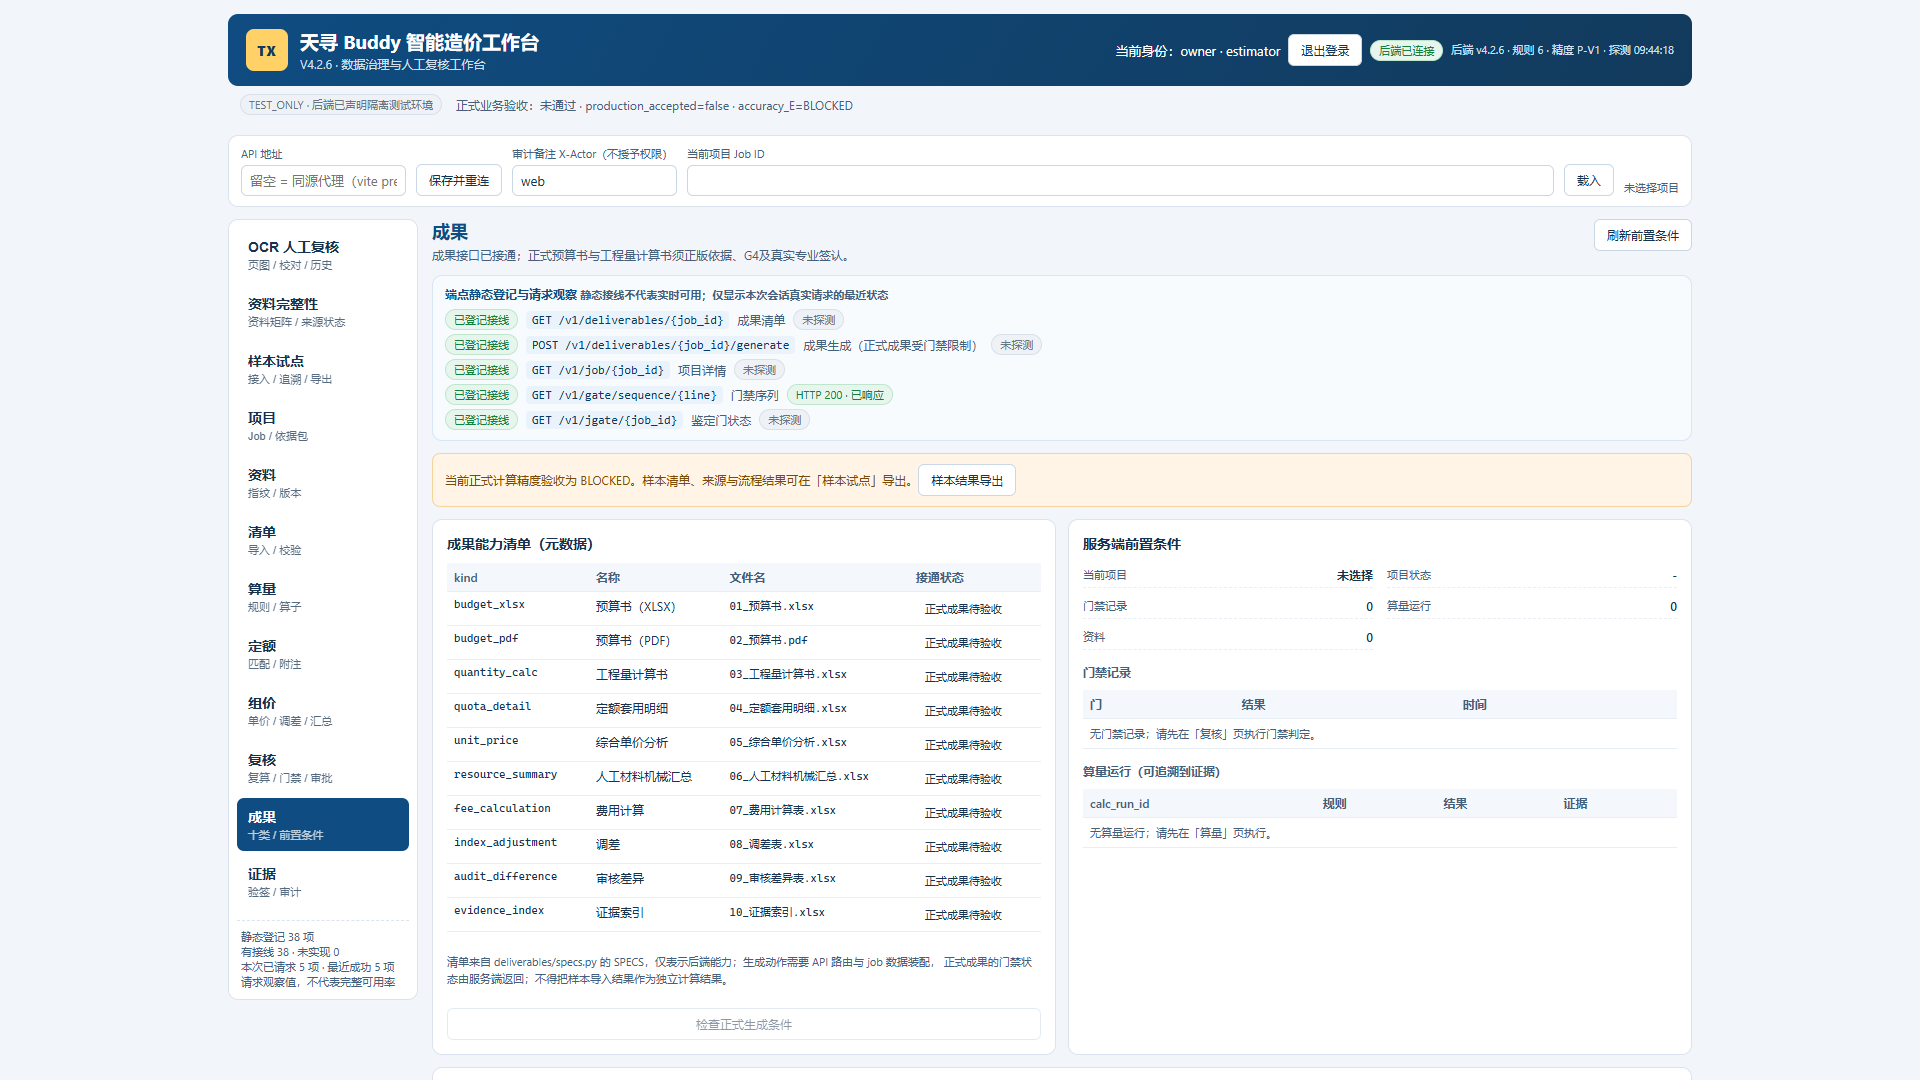 TX
天寻 Buddy 智能造价工作台
V4.2.6 · 数据治理与人工复核工作台
当前身份：owner · estimator
退出登录
后端已连接
后端 v4.2.6 · 规则 6 · 精度 P-V1 · 探测 09:44:18
TEST_ONLY · 后端已声明隔离测试环境
正式业务验收：未通过 · production_accepted=false · accuracy_E=BLOCKED
API 地址
留空 = 同源代理（vite pre
保存并重连
审计备注 X-Actor（不授予权限）
web
当前项目 Job ID
载入
未选择项目
OCR 人工复核
页图 / 校对 / 历史
资料完整性
资料矩阵 / 来源状态
样本试点
接入 / 追溯 / 导出
项目
Job / 依据包
资料
指纹 / 版本
清单
导入 / 校验
算量
规则 / 算子
定额
匹配 / 附注
组价
单价 / 调差 / 汇总
复核
复算 / 门禁 / 审批
成果
十类 / 前置条件
证据
验签 / 审计
静态登记 38 项
有接线 38 · 未实现 0
本次已请求 5 项 · 最近成功 5 项
请求观察值，不代表完整可用率
成果
成果接口已接通；正式预算书与工程量计算书须正版依据、G4及真实专业签认。
刷新前置条件
端点静态登记与请求观察 静态接线不代表实时可用；仅显示本次会话真实请求的最近状态
已登记接线 GET /v1/deliverables/{job_id} 成果清单 未探测
已登记接线 POST /v1/deliverables/{job_id}/generate 成果生成（正式成果受门禁限制） 未探测
已登记接线 GET /v1/job/{job_id} 项目详情 未探测
已登记接线 GET /v1/gate/sequence/{line} 门禁序列 HTTP 200 · 已响应
已登记接线 GET /v1/jgate/{job_id} 鉴定门状态 未探测
当前正式计算精度验收为 BLOCKED。样本清单、来源与流程结果可在「样本试点」导出。 样本结果导出
成果能力清单（元数据）
kind 名称 文件名 接通状态
budget_xlsx 预算书（XLSX） 01_预算书.xlsx 正式成果待验收
budget_pdf 预算书（PDF） 02_预算书.pdf 正式成果待验收
quantity_calc 工程量计算书 03_工程量计算书.xlsx 正式成果待验收
quota_detail 定额套用明细 04_定额套用明细.xlsx 正式成果待验收
unit_price 综合单价分析 05_综合单价分析.xlsx 正式成果待验收
resource_summary 人工材料机械汇总 06_人工材料机械汇总.xlsx 正式成果待验收
fee_calculation 费用计算 07_费用计算表.xlsx 正式成果待验收
index_adjustment 调差 08_调差表.xlsx 正式成果待验收
audit_difference 审核差异 09_审核差异表.xlsx 正式成果待验收
evidence_index 证据索引 10_证据索引.xlsx 正式成果待验收
清单来自 deliverables/specs.py 的 SPECS，仅表示后端能力；生成动作需要 API 路由与 job 数据装配， 正式成果的门禁状
态由服务端返回；不得把样本导入结果作为独立计算结果。
检查正式生成条件
服务端前置条件
当前项目 未选择 项目状态 -
门禁记录 0 算量运行 0
资料 0
门禁记录
门 结果 时间
无门禁记录；请先在「复核」页执行门禁判定。
算量运行（可追溯到证据）
calc_run_id 规则 结果 证据
无算量运行；请先在「算量」页执行。